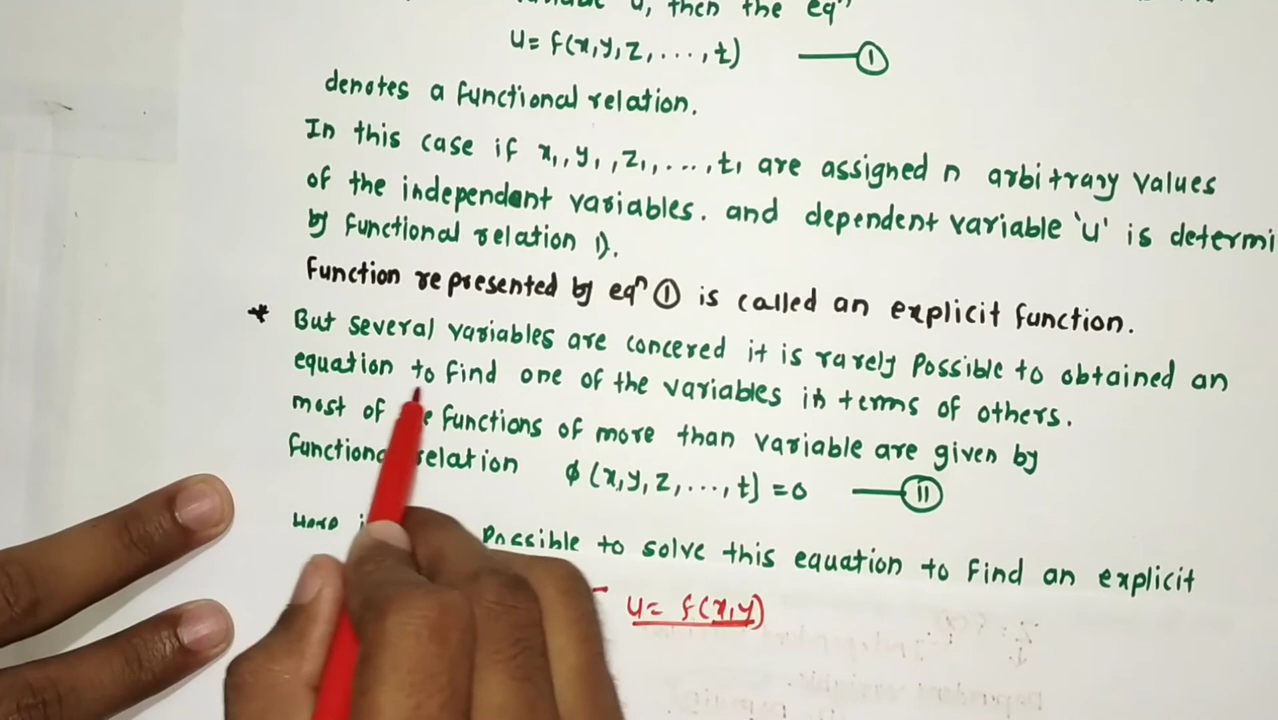 u, then the eqⁿ
u = f(x,y,z,...,t) —①
denotes a functional relation.
In this case if x₁,y₁,z₁,...,t₁ are assigned n arbitrary values
of the independent variables. and dependent variable 'u' is determi
by functional relation 1).
Function represented by eqⁿ ① is called an explicit function.
* But several variables are concered it is rarely possible to obtained an
equation to find one of the variables in terms of others.
most of functions of more than variable are given by
relation φ(x,y,z,...,t) = 0 —⑪
possible to solve this equation to find an explicit
u = f(x,y)